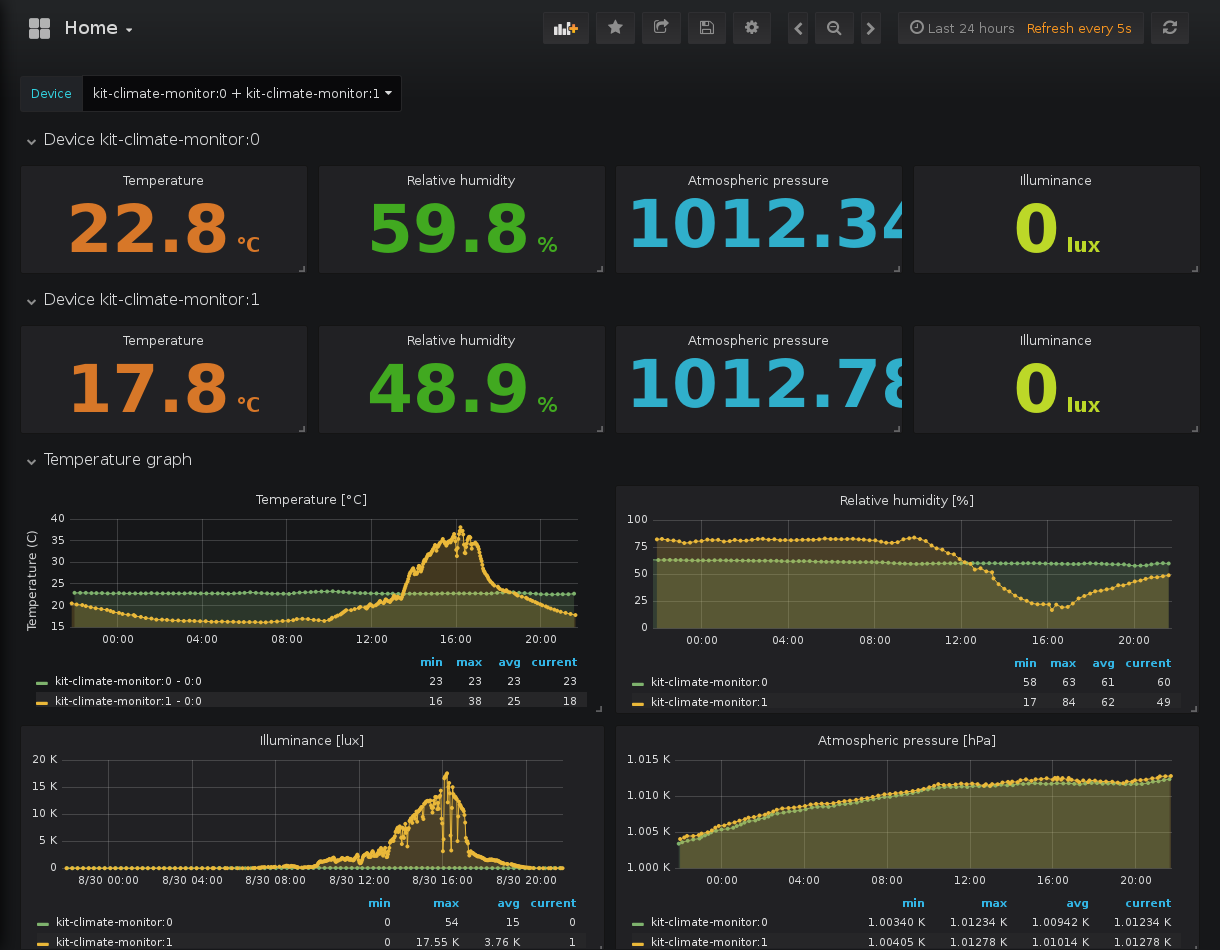 Home
Last 24 hours Refresh every 5s
Device kit-climate-monitor:0 + kit-climate-monitor:1
Device kit-climate-monitor:0
Temperature Relative humidity Atmospheric pressure Illuminance
22.8 °C 59.8 % 1012.34 0 lux
Device kit-climate-monitor:1
Temperature Relative humidity Atmospheric pressure Illuminance
17.8 °C 48.9 % 1012.78 0 lux
Temperature graph
Temperature [°C]
Temperature (C)
40
35
30
25
20
15
00:00 04:00 08:00 12:00 16:00 20:00
min max avg current
kit-climate-monitor:0 - 0:0 23 23 23 23
kit-climate-monitor:1 - 0:0 16 38 25 18
Relative humidity [%]
100
75
50
25
0
00:00 04:00 08:00 12:00 16:00 20:00
min max avg current
kit-climate-monitor:0 58 63 61 60
kit-climate-monitor:1 17 84 62 49
Illuminance [lux]
20 K
15 K
10 K
5 K
0
8/30 00:00 8/30 04:00 8/30 08:00 8/30 12:00 8/30 16:00 8/30 20:00
min max avg current
kit-climate-monitor:0 0 54 15 0
kit-climate-monitor:1 0 17.55 K 3.76 K 1
Atmospheric pressure [hPa]
1.015 K
1.010 K
1.005 K
1.000 K
00:00 04:00 08:00 12:00 16:00 20:00
min max avg current
kit-climate-monitor:0 1.00340 K 1.01234 K 1.00942 K 1.01234 K
kit-climate-monitor:1 1.00405 K 1.01278 K 1.01014 K 1.01278 K